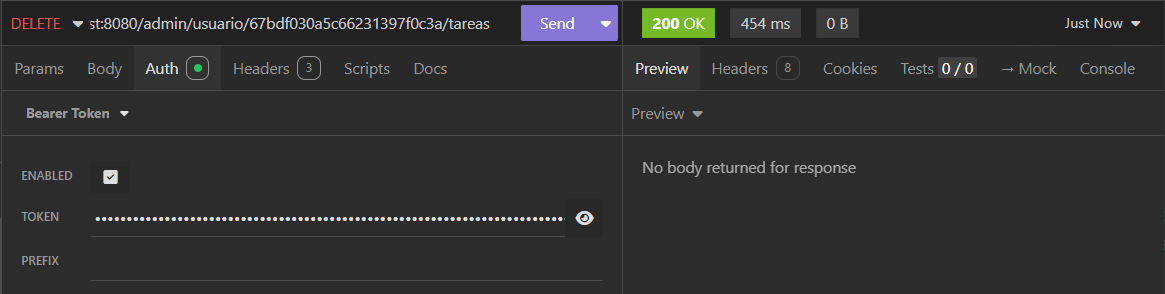 DELETE st:8080/admin/usuario/67bdf030a5c66231397f0c3a/tareas Send 200 OK 454 ms 0 B Just Now
Params Body Auth Headers 3 Scripts Docs Preview Headers 8 Cookies Tests 0 / 0 → Mock Console
Bearer Token Preview
ENABLED No body returned for response
TOKEN ••••••••••••••••••••••••••••••••••••••••••••••••••••••••••••••••••••••••••
PREFIX